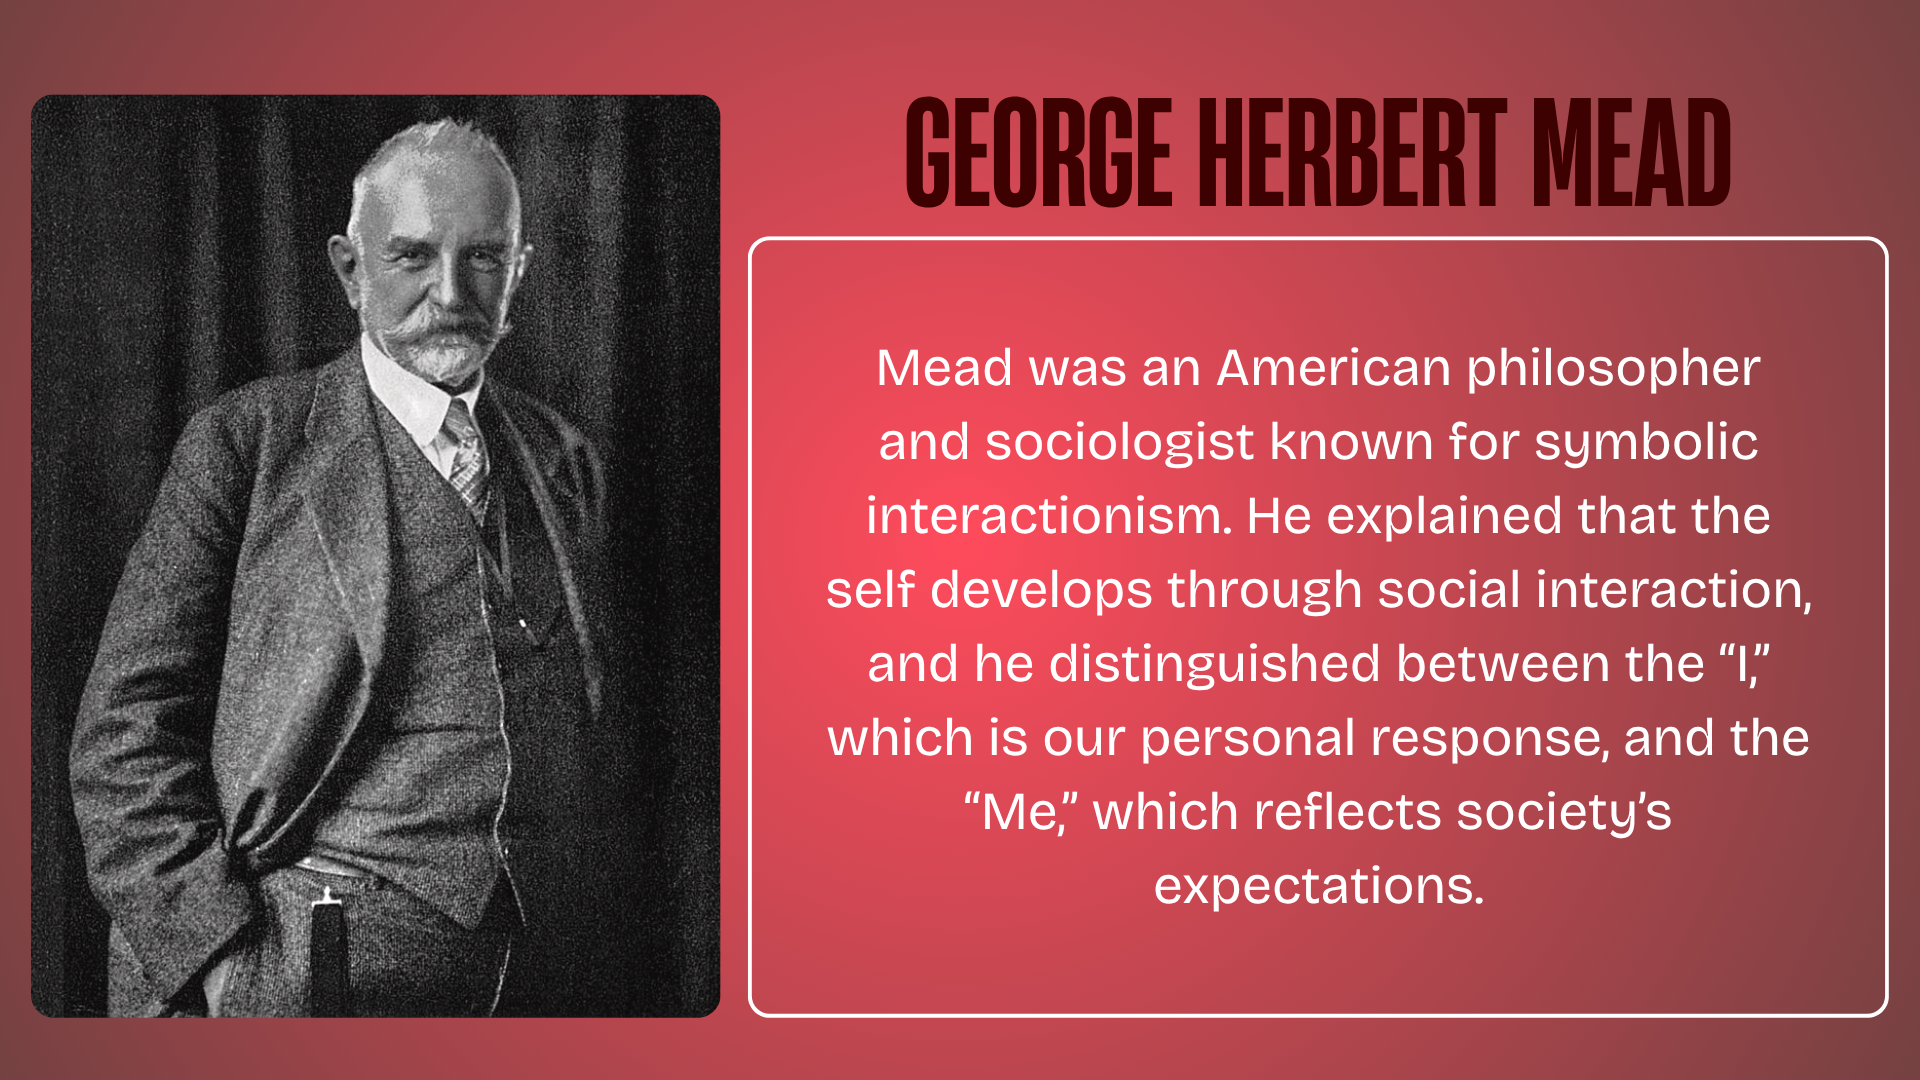 GEORGE HERBERT MEAD
Mead was an American philosopher
and sociologist known for symbolic
interactionism. He explained that the
self develops through social interaction,
and he distinguished between the “I,”
which is our personal response, and the
“Me,” which reflects society’s
expectations.